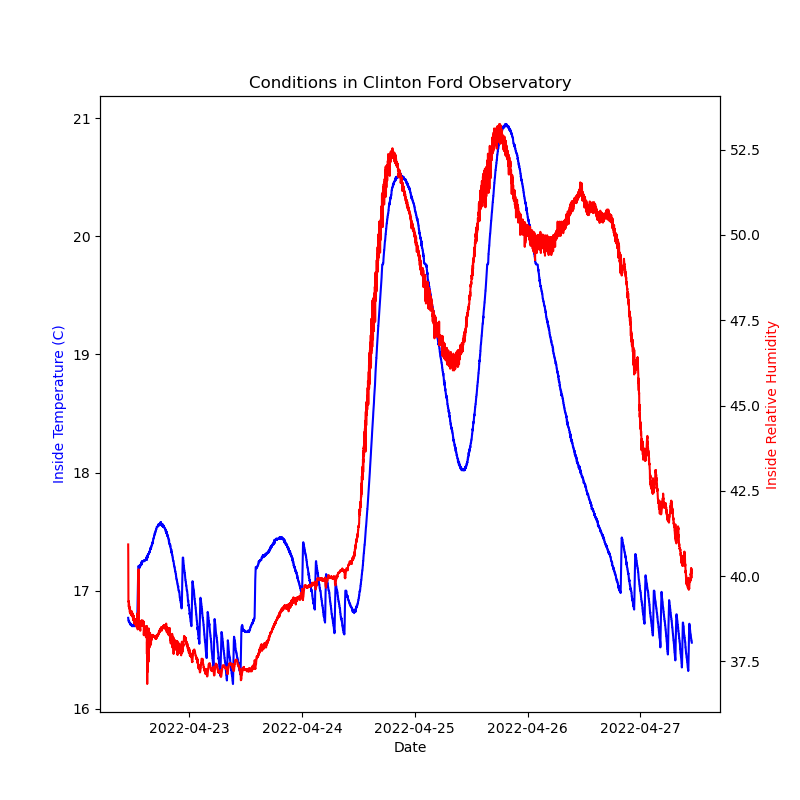 Conditions in Clinton Ford Observatory
21
20
19
18
17
16
Inside Temperature (C)
52.5
50.0
47.5
45.0
42.5
40.0
37.5
Inside Relative Humidity
2022-04-23 2022-04-24 2022-04-25 2022-04-26 2022-04-27
Date